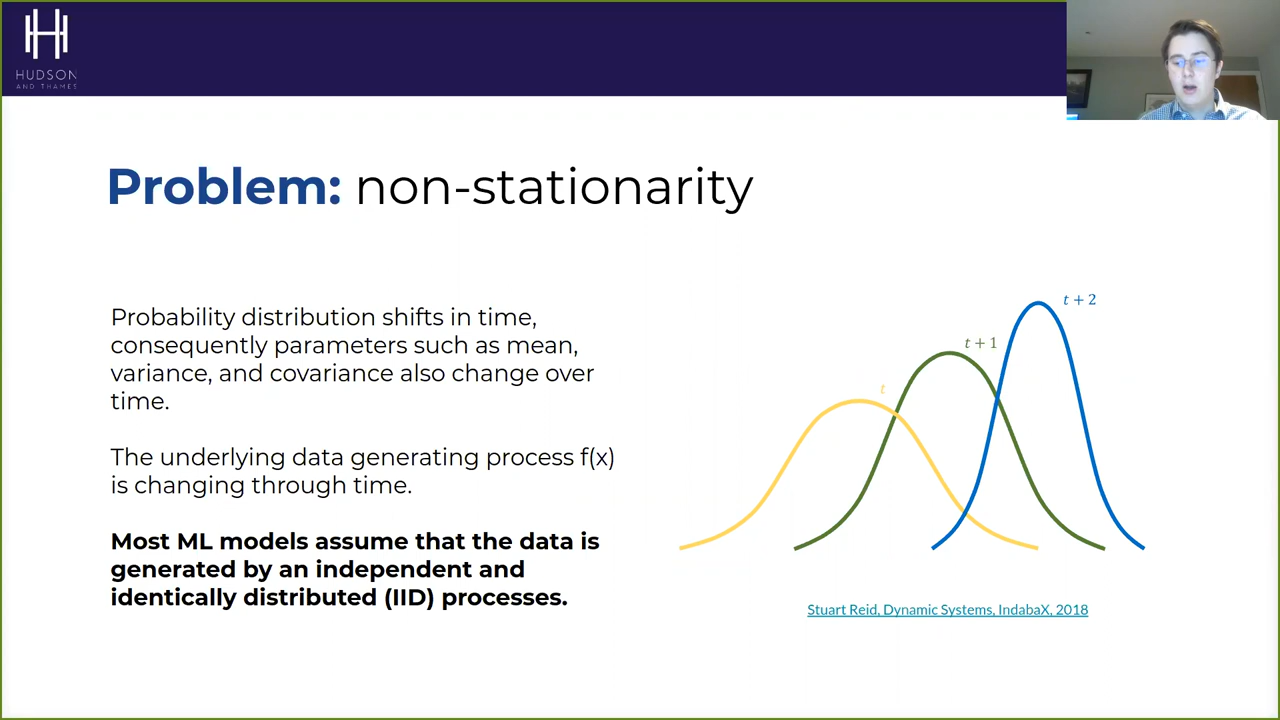 HUDSON
AND THAMES
Problem: non-stationarity
Probability distribution shifts in time,
consequently parameters such as mean,
variance, and covariance also change over
time.
The underlying data generating process f(x)
is changing through time.
Most ML models assume that the data is
generated by an independent and
identically distributed (IID) processes.
t + 2
t + 1
t
Stuart Reid, Dynamic Systems, IndabaX, 2018